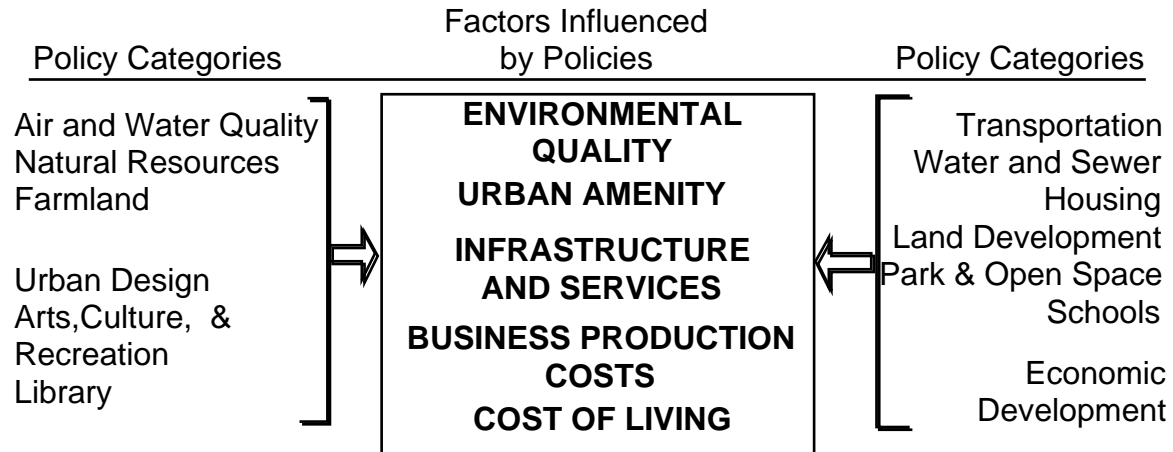 Factors Influenced
by Policies
Policy Categories
Policy Categories
Air and Water Quality
Natural Resources
Farmland
Urban Design
Arts,Culture, &
Recreation
Library
ENVIRONMENTAL
QUALITY
URBAN AMENITY
INFRASTRUCTURE
AND SERVICES
BUSINESS PRODUCTION
COSTS
COST OF LIVING
Transportation
Water and Sewer
Housing
Land Development
Park & Open Space
Schools
Economic
Development